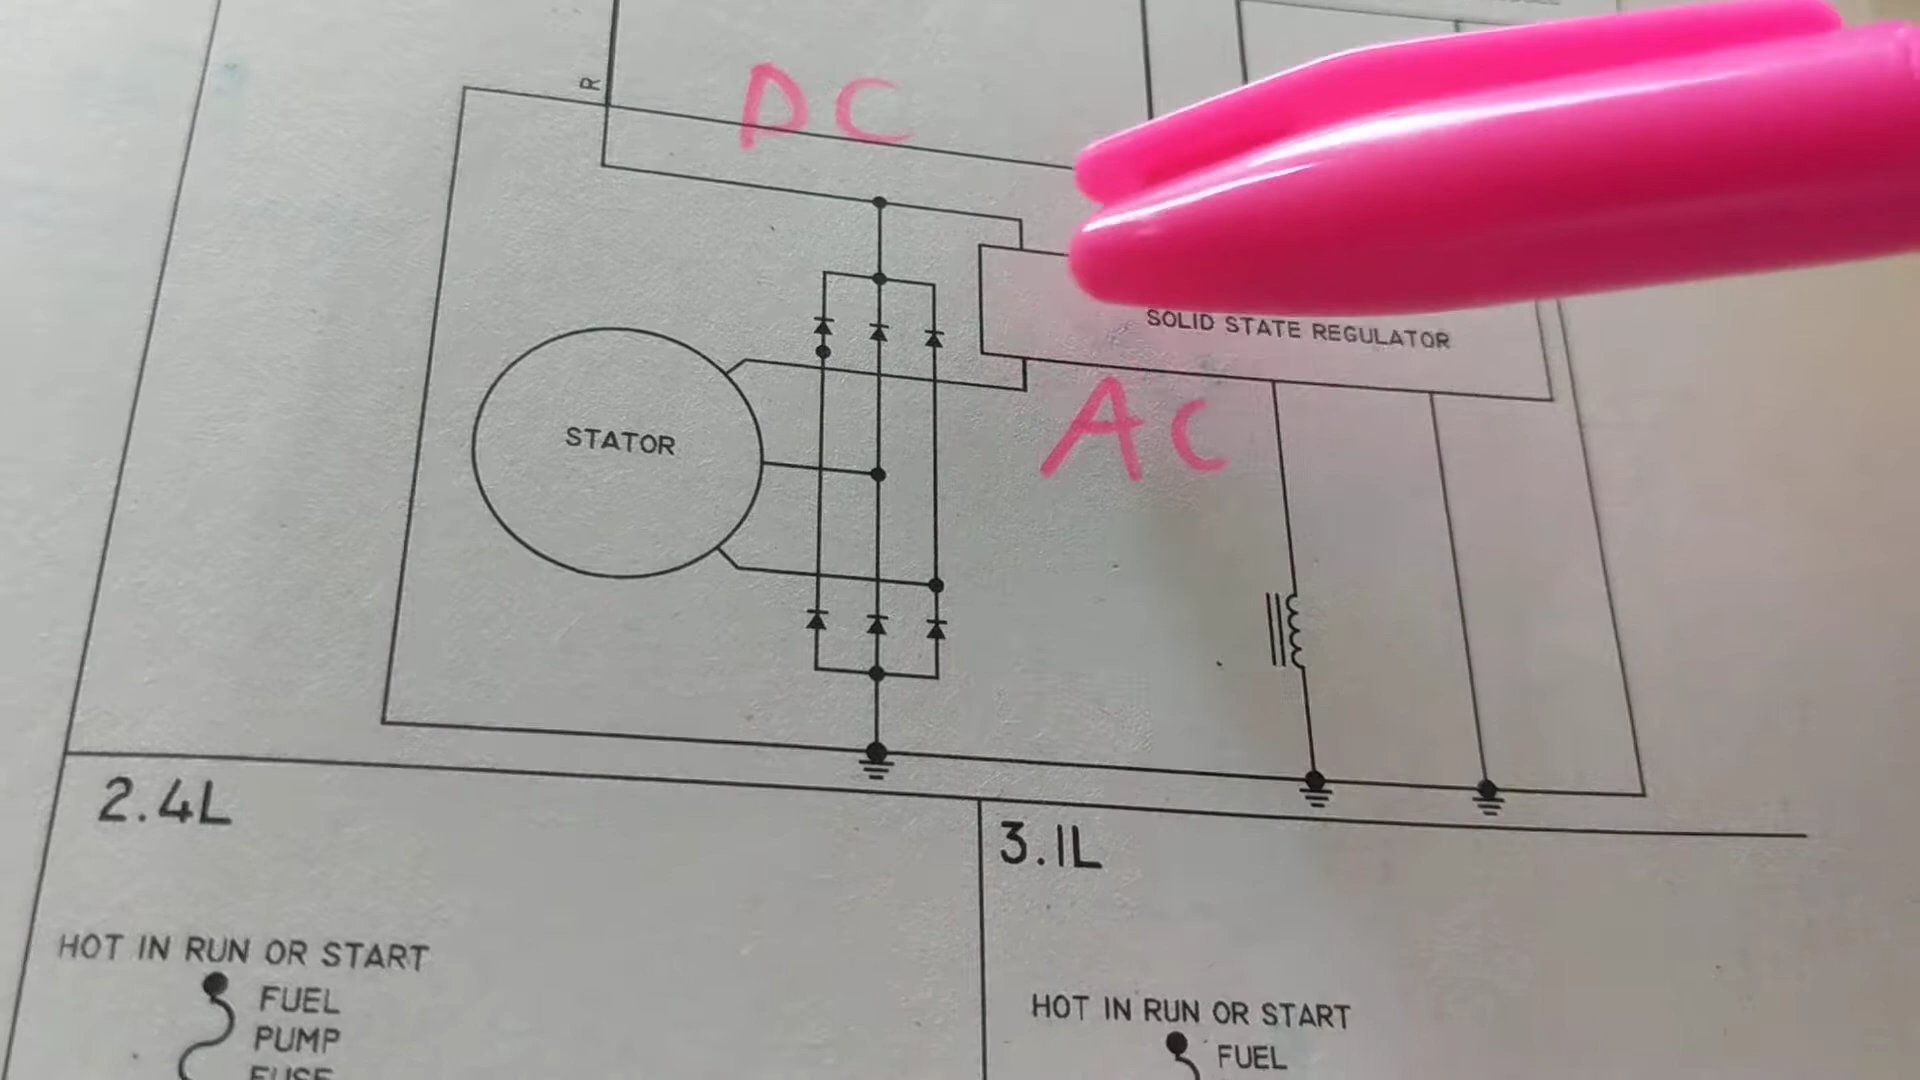 R
DC
SOLID STATE REGULATOR
AC
STATOR
2.4L
3.1L
HOT IN RUN OR START
FUEL
PUMP
FUSE
HOT IN RUN OR START
FUEL